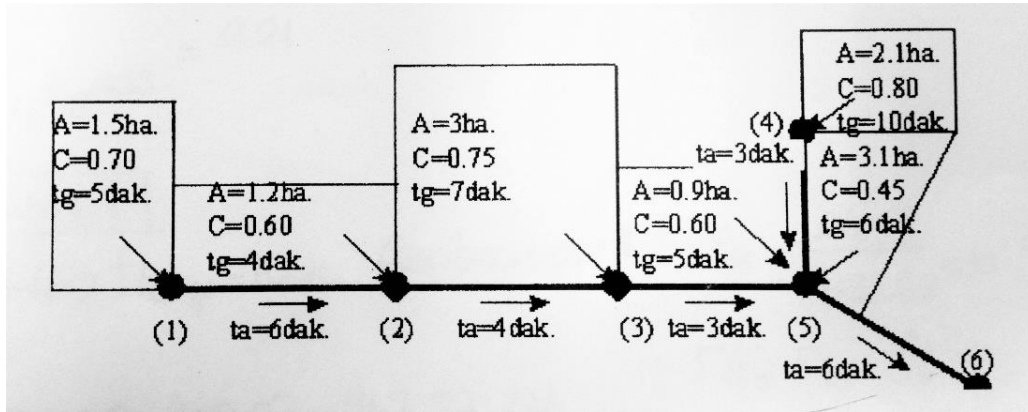 A=1.5ha.
C=0.70
tg=5dak.
A=1.2ha.
C=0.60
tg=4dak.
A=3ha.
C=0.75
tg=7dak.
A=0.9ha.
C=0.60
tg=5dak.
A=2.1ha.
C=0.80
tg=10dak.
(4)
ta=3dak.
A=3.1ha.
C=0.45
tg=6dak.
(1)
ta=6dak.
(2)
ta=4dak.
(3)
ta=3dak.
(5)
ta=6dak.
(6)